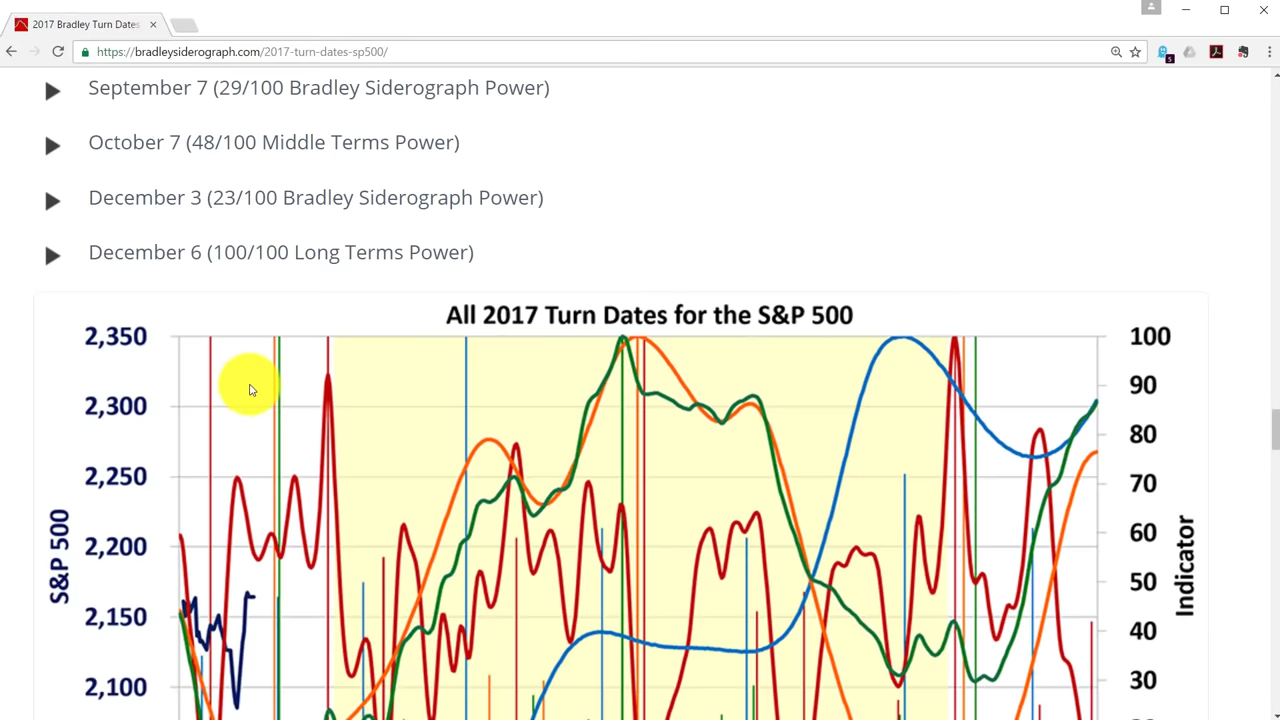 2017 Bradley Turn Dates
https://bradleysiderograph.com/2017-turn-dates-sp500/
September 7 (29/100 Bradley Siderograph Power)
October 7 (48/100 Middle Terms Power)
December 3 (23/100 Bradley Siderograph Power)
December 6 (100/100 Long Terms Power)
All 2017 Turn Dates for the S&P 500
2,350
100
90
2,300
80
2,250
70
S&P 500
2,200
60
Indicator
50
2,150
40
2,100
30